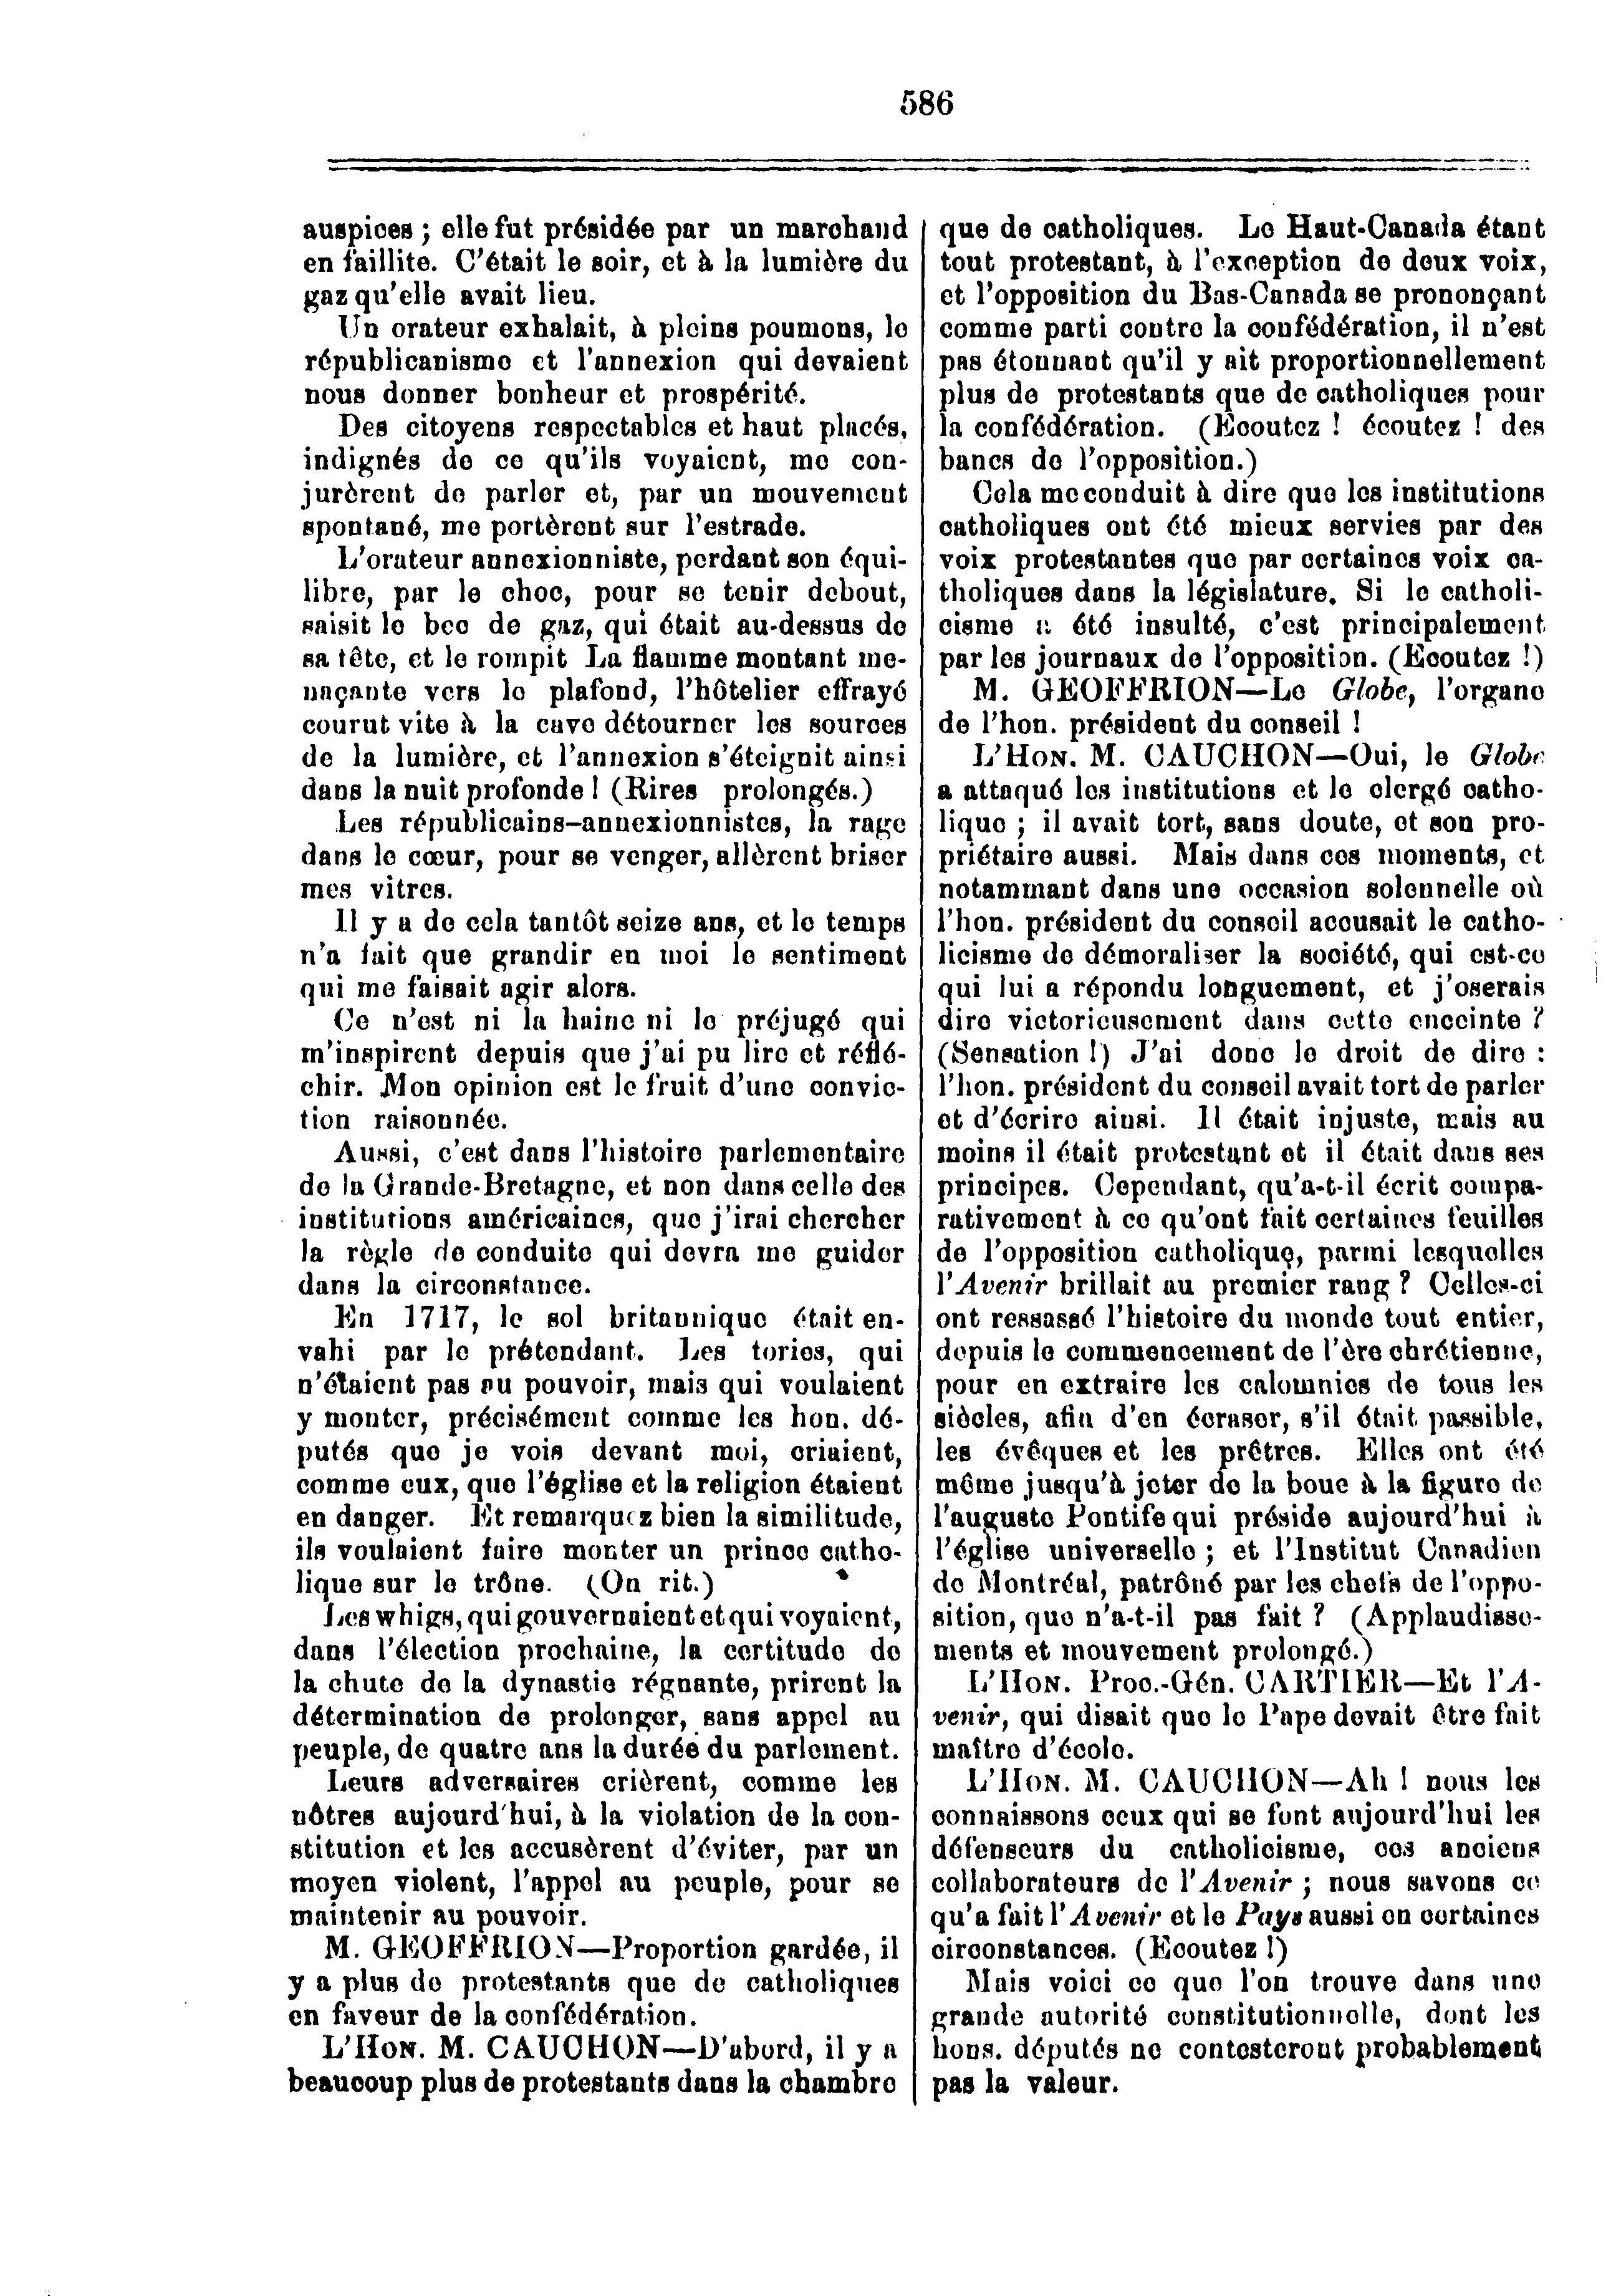 586
auspices ; elle fut présidée par un marchand
en faillite. C'était le soir, et à la lumière du
gaz qu'elle avait lieu.
Un orateur exhalait, à pleins poumons, le
républicanisme et l'annexion qui devaient
nous donner bonheur et prospérité.
Des citoyens respectables et haut placés,
indignés de ce qu'ils voyaient, me con-
jurèrent de parler et, par un mouvement
spontané, me portèrent sur l'estrade.
L'orateur annexionniste, perdant son équi-
libre, par le choc, pour se tenir debout,
saisit le bec de gaz, qui était au-dessus de
sa tête, et le rompit La flamme montant me-
naçante vers le plafond, l'hôtelier effrayé
courut vite à la cave détourner les sources
de la lumière, et l'annexion s'éteignit ainsi
dans la nuit profonde ! (Rires prolongés.)
Les républicains-annexionnistes, la rage
dans le cœur, pour se venger, allèrent briser
mes vitres.
Il y a de cela tantôt seize ans, et le temps
n'a fait que grandir en moi le sentiment
qui me faisait agir alors.
Ce n'est ni la haine ni le préjugé qui
m'inspirent depuis que j'ai pu lire et réflé-
chir. Mon opinion est le fruit d'une convic-
tion raisonnée.
Aussi, c'est dans l'histoire parlementaire
de la Grande-Bretagne, et non dans celle des
institutions américaines, que j'irai chercher
la règle de conduite qui devra me guider
dans la circonstance.
En 1717, le sol britannique était en-
vahi par le prétendant. Les tories, qui
n'étaient pas au pouvoir, mais qui voulaient
y monter, précisément comme les hon. dé-
putés que je vois devant moi, criaient,
comme eux, que l'église et la religion étaient
en danger. Et remarquez bien la similitude,
ils voulaient faire monter un prince catho-
lique sur le trône. (On rit.)
Les whigs, qui gouvernaient et qui voyaient,
dans l'élection prochaine, la certitude de
la chute de la dynastie régnante, prirent la
détermination de prolonger, sans appel au
peuple, de quatre ans la durée du parlement.
Leurs adversaires crièrent, comme les
nôtres aujourd'hui, à la violation de la con-
stitution et les accusèrent d'éviter, par un
moyen violent, l'appel au peuple, pour se
maintenir au pouvoir.
M. GEOFFRION—Proportion gardée, il
y a plus de protestants que de catholiques
en faveur de la confédération.
L'HON. M. CAUCHON—D'abord, il y a
beaucoup plus de protestants dans la chambre
que de catholiques. Le Haut-Canada étant
tout protestant, à l'exception de deux voix,
et l'opposition du Bas-Canada se prononçant
comme parti contre la confédération, il n'est
pas étonnant qu'il y ait proportionnellement
plus de protestants que de catholiques pour
la confédération. (Ecoutez ! écoutez ! des
bancs de l'opposition.)
Cela me conduit à dire que les institutions
catholiques ont été mieux servies par des
voix protestantes que par certaines voix ca-
tholiques dans la législature. Si le catholi-
cisme a été insulté, c'est principalement
par les journaux de l'opposition. (Ecoutez !)
M. GEOFFRION—Le Globe, l'organe
de l'hon. président du conseil !
L'HON. M. CAUCHON—Oui, le Globe
a attaqué les institutions et le clergé catho-
lique ; il avait tort, sans doute, et son pro-
priétaire aussi. Mais dans ces moments, et
notammant dans une occasion solennelle où
l'hon. président du conseil accusait le catho-
licisme de démoraliser la société, qui est-ce
qui lui a répondu longuement, et j'oserais
dire victorieusement dans cette enceinte ?
(Sensation !) J'ai donc le droit de dire :
l'hon. président du conseil avait tort de parler
et d'écrire ainsi. Il était injuste, mais au
moins il était protestant et il était dans ses
principes. Cependant, qu'a-t-il écrit compa-
rativement à ce qu'ont fait certaines feuilles
de l'opposition catholique, parmi lesquelles
l'Avenir brillait au premier rang ? Celles-ci
ont ressassé l'histoire du monde tout entier,
depuis le commencement de l'ère chrétienne,
pour en extraire les calomnies de tous les
siècles, afin d'en écraser, s'il était passible,
les évêques et les prêtres. Elles ont été
même jusqu'à jeter de la boue à la figure de
l'auguste Pontife qui préside aujourd'hui à
l'église universelle ; et l'Institut Canadien
de Montréal, patrôné par les chefs de l'oppo-
sition, que n'a-t-il pas fait ? (Applaudisse-
ments et mouvement prolongé.)
L'HON. Proc.-Gén. CARTIER—Et l'A-
venir, qui disait que le Pape devait être fait
maître d'école.
L'HON. M. CAUCHON—Ah ! nous les
connaissons ceux qui se font aujourd'hui les
défenseurs du catholicisme, ces anciens
collaborateurs de l'Avenir ; nous savons ce
qu'a fait l'Avenir et le Pays aussi en certaines
circonstances. (Ecoutez !)
Mais voici ce que l'on trouve dans une
grande autorité constitutionnelle, dont les
hons. députés ne contesteront probablement
pas la valeur.